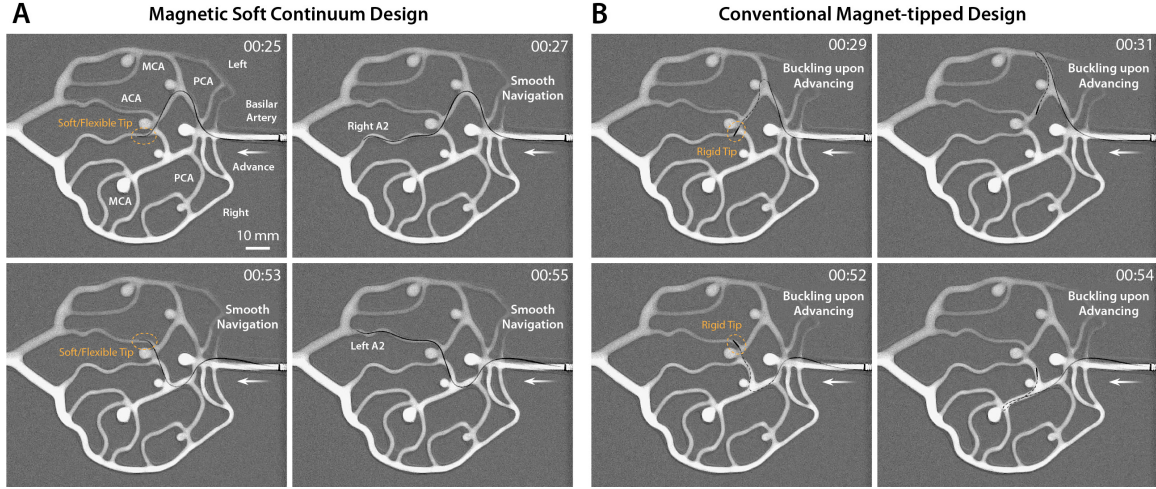 A
Magnetic Soft Continuum Design
B
Conventional Magnet-tipped Design
00:25
MCA
PCA
Left
ACA
Basilar
Artery
Soft/Flexible Tip
Advance
PCA
MCA
Right
10 mm
00:27
Smooth
Navigation
Right A2
00:29
Buckling upon
Advancing
Rigid Tip
00:31
Buckling upon
Advancing
00:53
Smooth
Navigation
Soft/Flexible Tip
00:55
Smooth
Navigation
Left A2
00:52
Buckling upon
Advancing
Rigid Tip
00:54
Buckling upon
Advancing